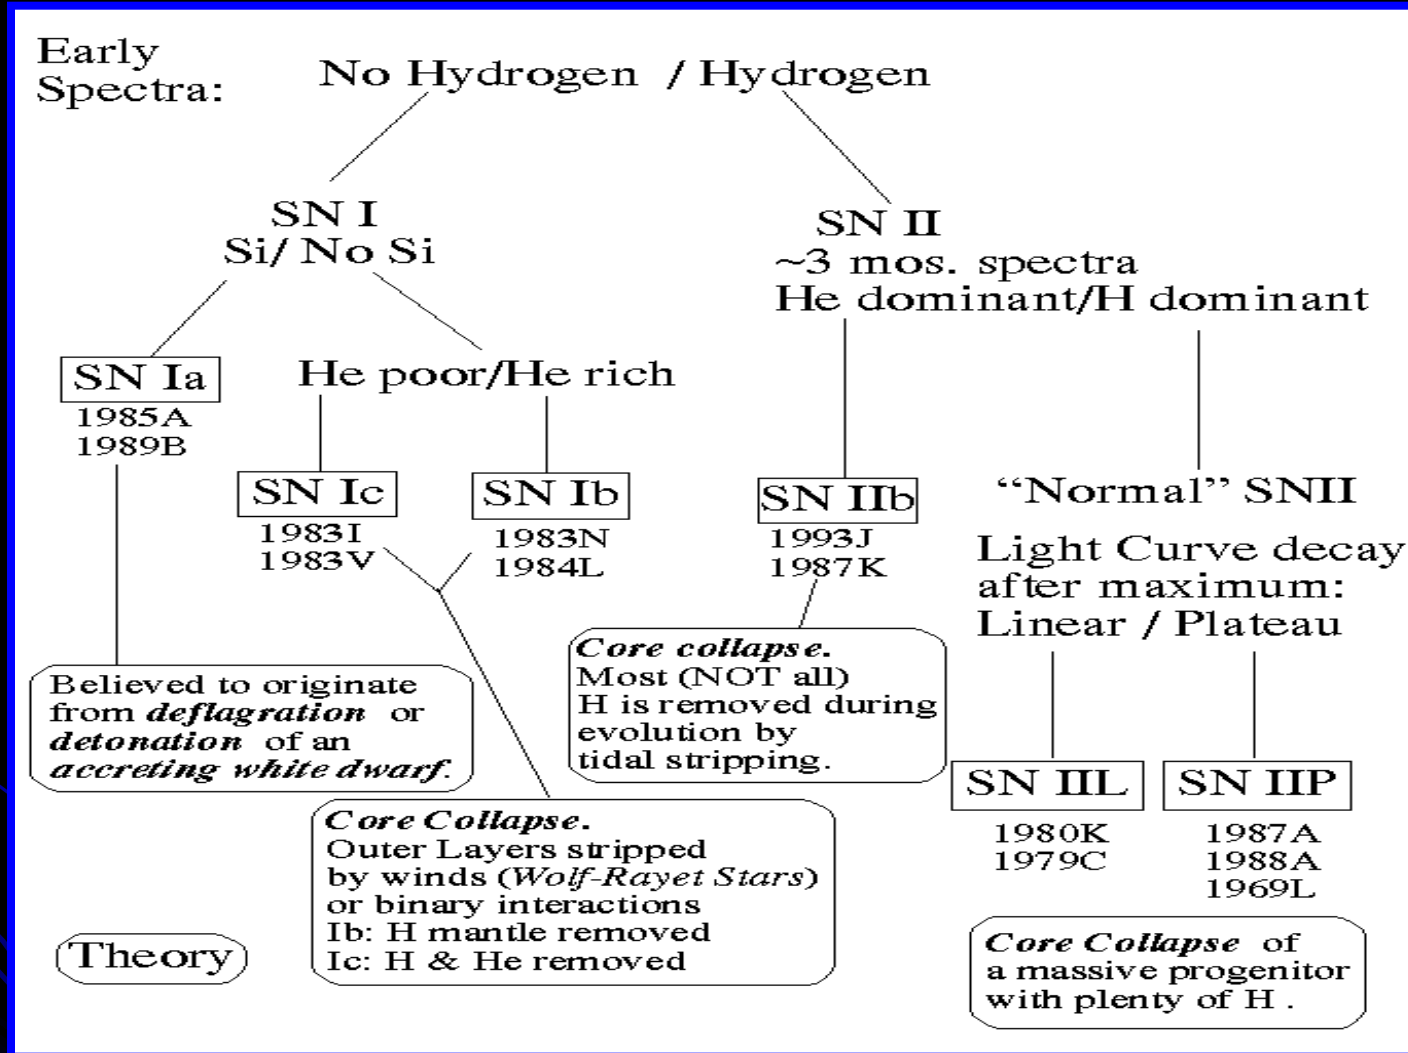 Early
Spectra:
No Hydrogen / Hydrogen
SN I
Si/ No Si
SN II
~3 mos. spectra
He dominant/H dominant
SN Ia
1985A
1989B
He poor/He rich
SN Ic
1983I
1983V
SN Ib
1983N
1984L
SN IIb
1993J
1987K
“Normal” SNII
Light Curve decay
after maximum:
Linear / Plateau
Believed to originate
from deflagration or
detonation of an
accreting white dwarf.
Core collapse.
Most (NOT all)
H is removed during
evolution by
tidal stripping.
SN IIL
1980K
1979C
SN IIP
1987A
1988A
1969L
Core Collapse.
Outer Layers stripped
by winds (Wolf-Rayet Stars)
or binary interactions
Ib: H mantle removed
Ic: H & He removed
Theory
Core Collapse of
a massive progenitor
with plenty of H .